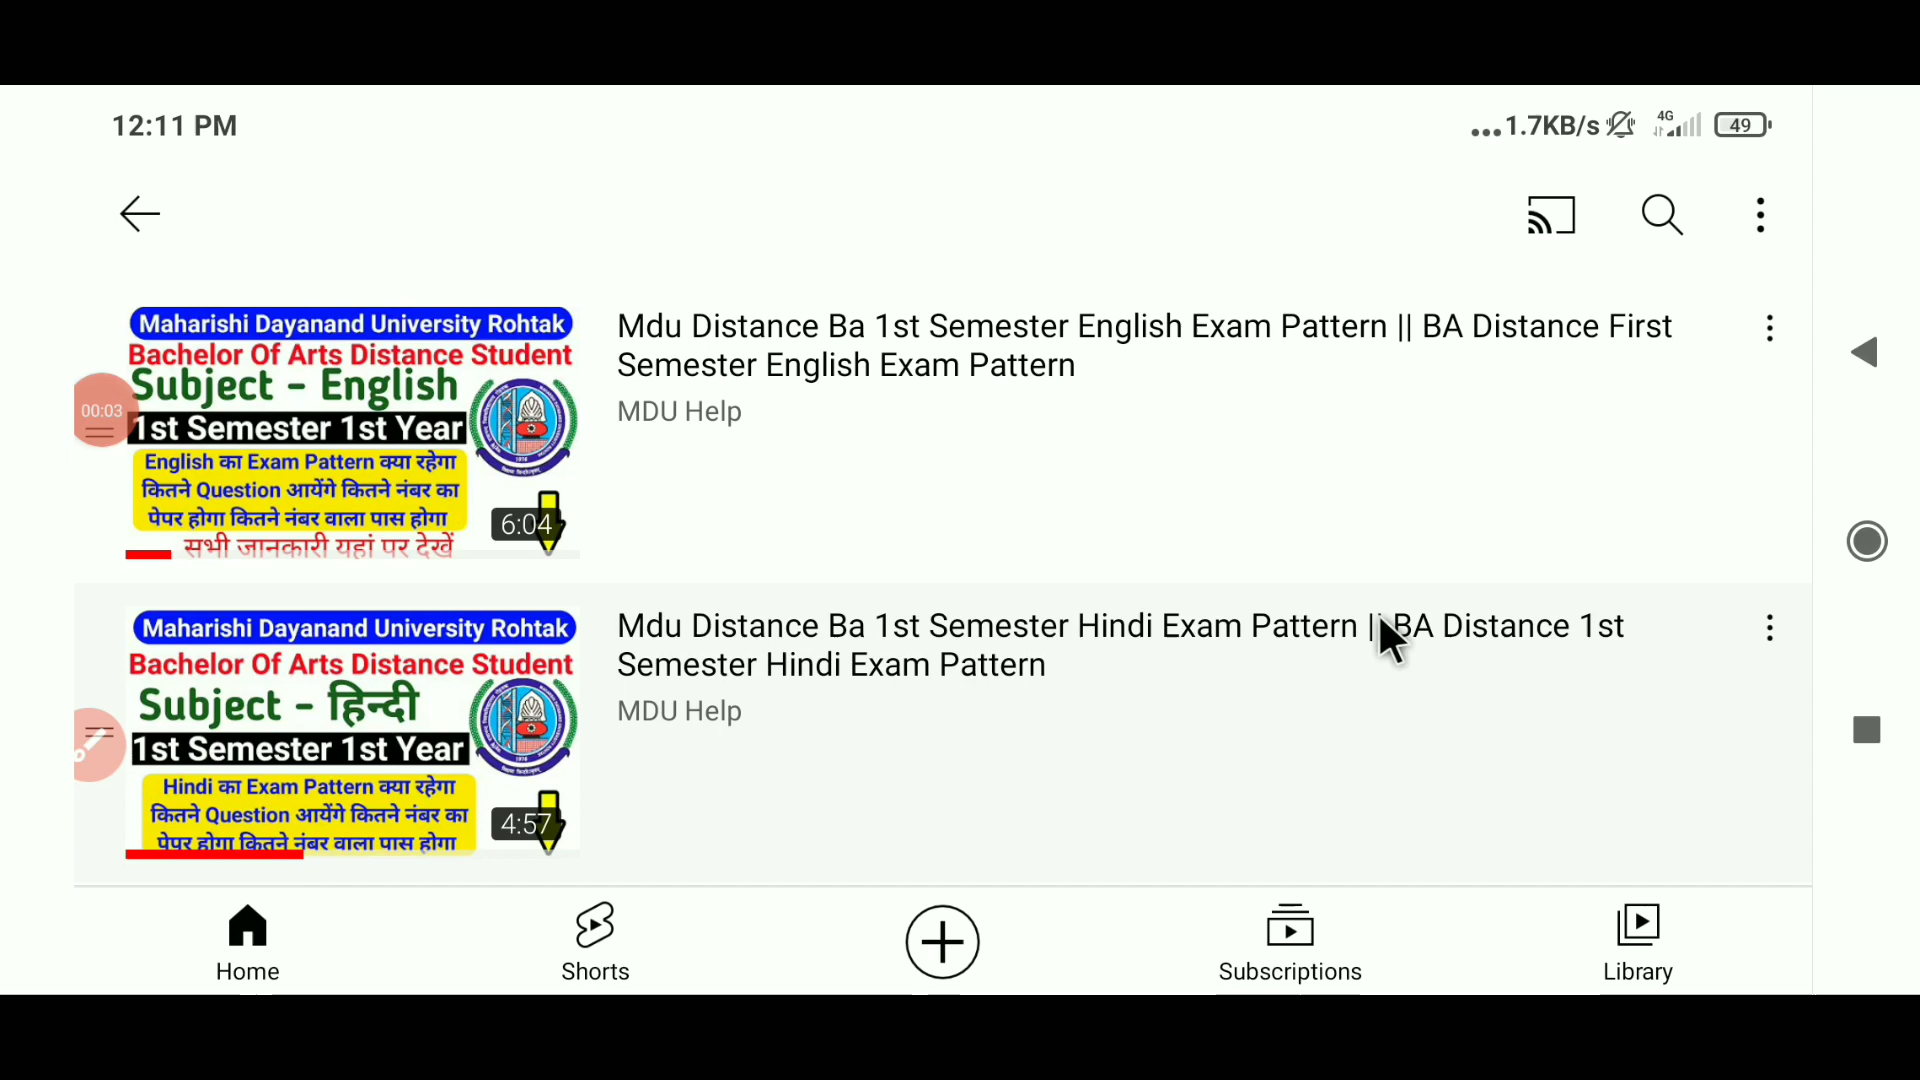 12:11 PM
...1.7KB/s 4G 49
Maharishi Dayanand University Rohtak
Bachelor Of Arts Distance Student
Subject - English
00:03
1st Semester 1st Year
English का Exam Pattern क्या रहेगा
कितने Question आयेंगे कितने नंबर का
पेपर होगा कितने नंबर वाला पास होगा
6:04
सभी जानकारी यहां पर देखें
Mdu Distance Ba 1st Semester English Exam Pattern || BA Distance First
Semester English Exam Pattern
MDU Help
Maharishi Dayanand University Rohtak
Bachelor Of Arts Distance Student
Subject - हिन्दी
1st Semester 1st Year
Hindi का Exam Pattern क्या रहेगा
कितने Question आयेंगे कितने नंबर का
पेपर होगा कितने नंबर वाला पास होगा
4:57
Mdu Distance Ba 1st Semester Hindi Exam Pattern || BA Distance 1st
Semester Hindi Exam Pattern
MDU Help
Home
Shorts
Subscriptions
Library